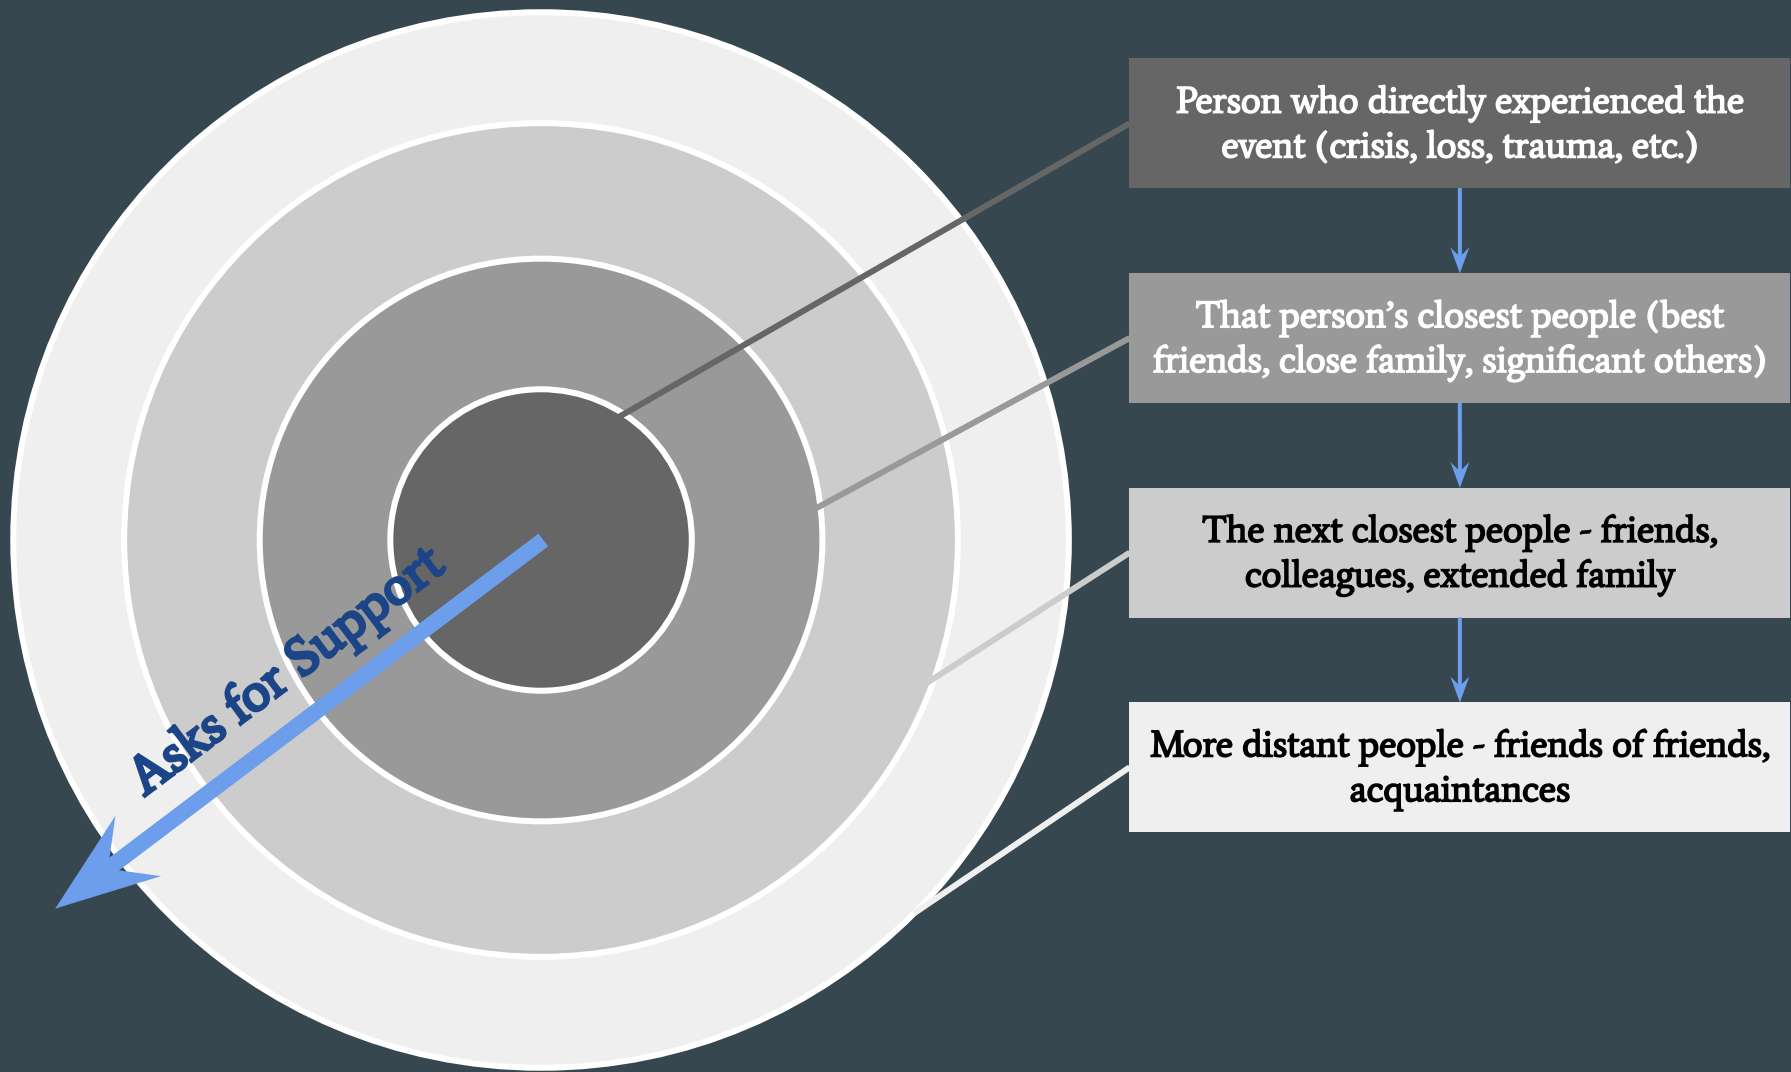 Person who directly experienced the
event (crisis, loss, trauma, etc.)
That person’s closest people (best
friends, close family, significant others)
The next closest people - friends,
colleagues, extended family
More distant people - friends of friends,
acquaintances
Asks for Support